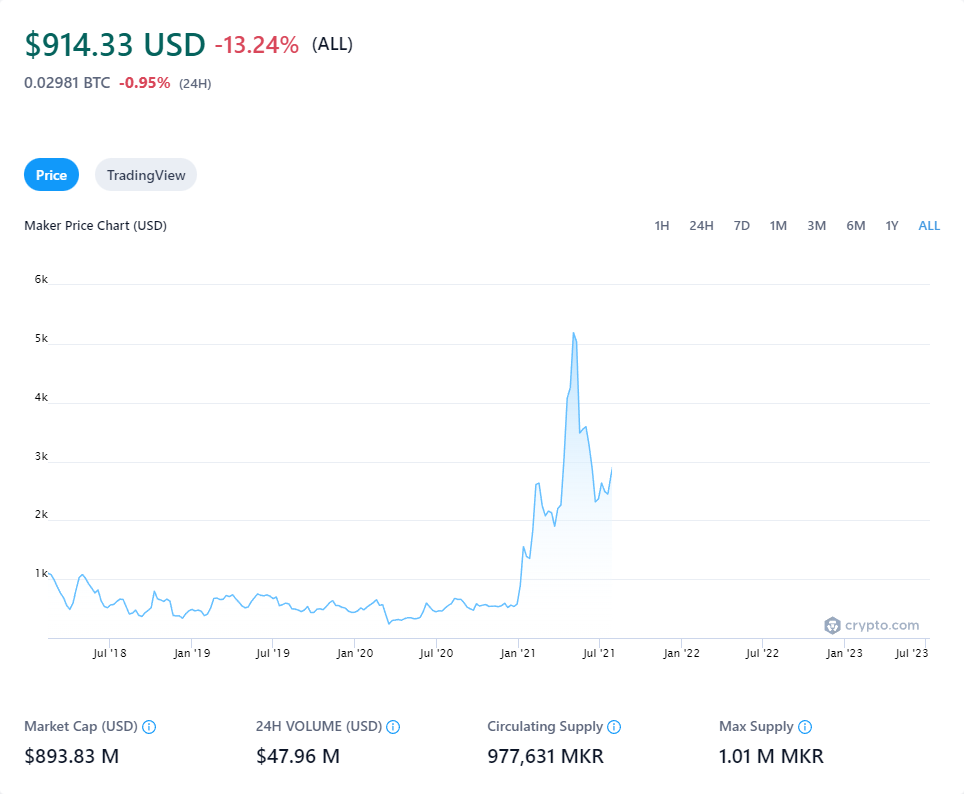 $914.33 USD -13.24% (ALL)
0.02981 BTC -0.95% (24H)
Price TradingView
Maker Price Chart (USD) 1H 24H 7D 1M 3M 6M 1Y ALL
6k
5k
4k
3k
2k
1k
crypto.com
Jul '18 Jan '19 Jul '19 Jan '20 Jul '20 Jan '21 Jul '21 Jan '22 Jul '22 Jan '23 Jul '23
Market Cap (USD) 24H VOLUME (USD) Circulating Supply Max Supply
$893.83 M $47.96 M 977,631 MKR 1.01 M MKR